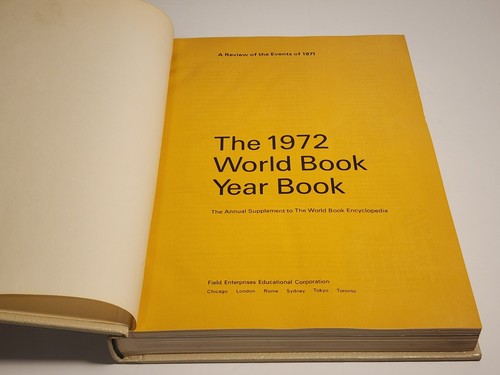 A Review of the Events of 1971
The 1972
World Book
Year Book
The Annual Supplement to The World Book Encyclopedia
Field Enterprises Educational Corporation
Chicago London Rome Sydney Tokyo Toronto